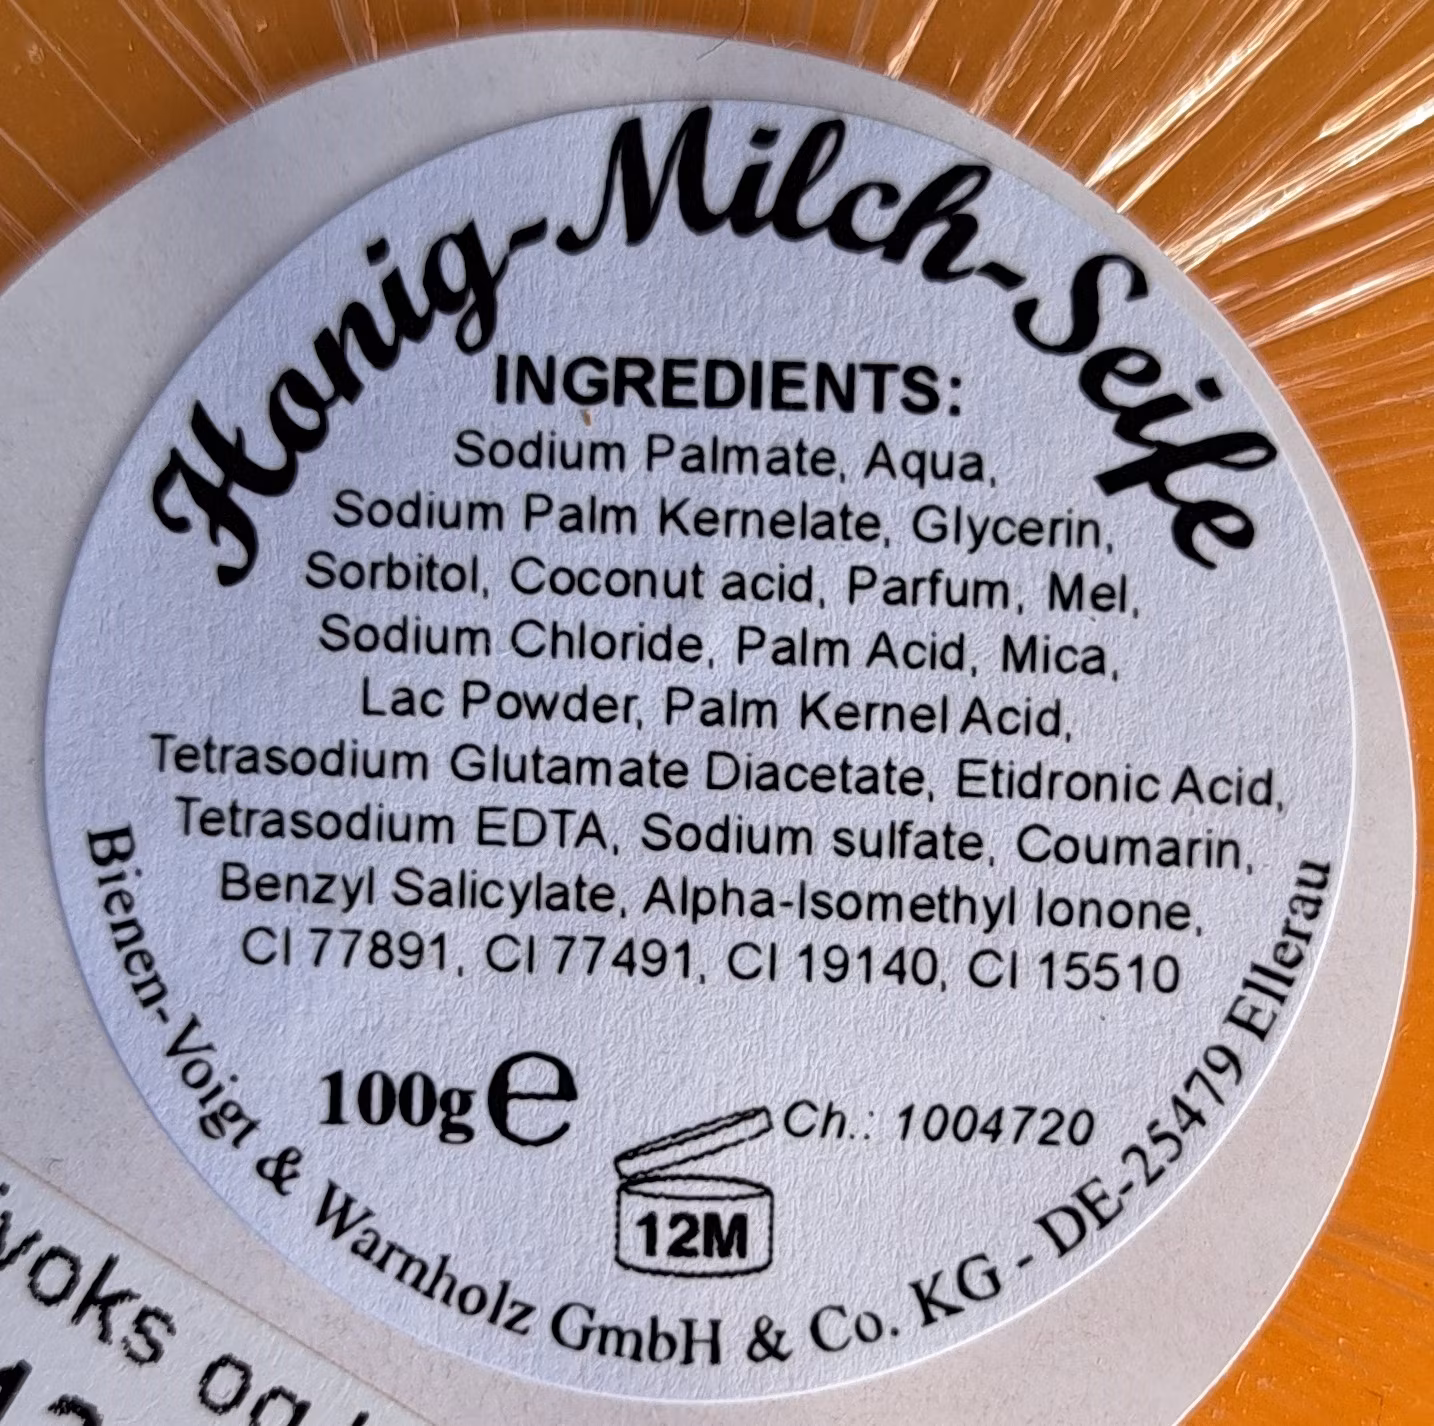 Honig-Milch-Seife
INGREDIENTS:
Sodium Palmate, Aqua,
Sodium Palm Kernelate, Glycerin,
Sorbitol, Coconut acid, Parfum, Mel,
Sodium Chloride, Palm Acid, Mica,
Lac Powder, Palm Kernel Acid,
Tetrasodium Glutamate Diacetate, Etidronic Acid,
Tetrasodium EDTA, Sodium sulfate, Coumarin,
Benzyl Salicylate, Alpha-Isomethyl Ionone,
CI 77891, CI 77491, CI 19140, CI 15510
100g e
Ch.: 1004720
12M
Bienen-Voigt & Warnholz GmbH & Co. KG - DE-25479 Ellerau